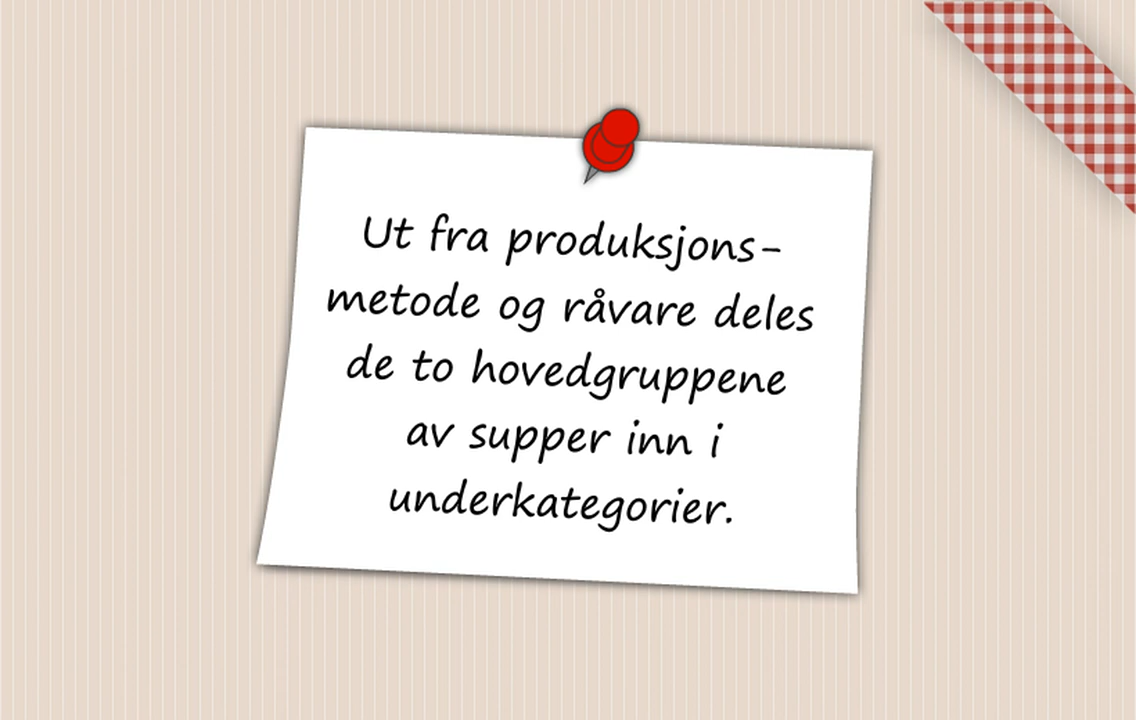 Ut fra produksjons-
metode og råvare deles
de to hovedgruppene
av supper inn i
underkategorier.